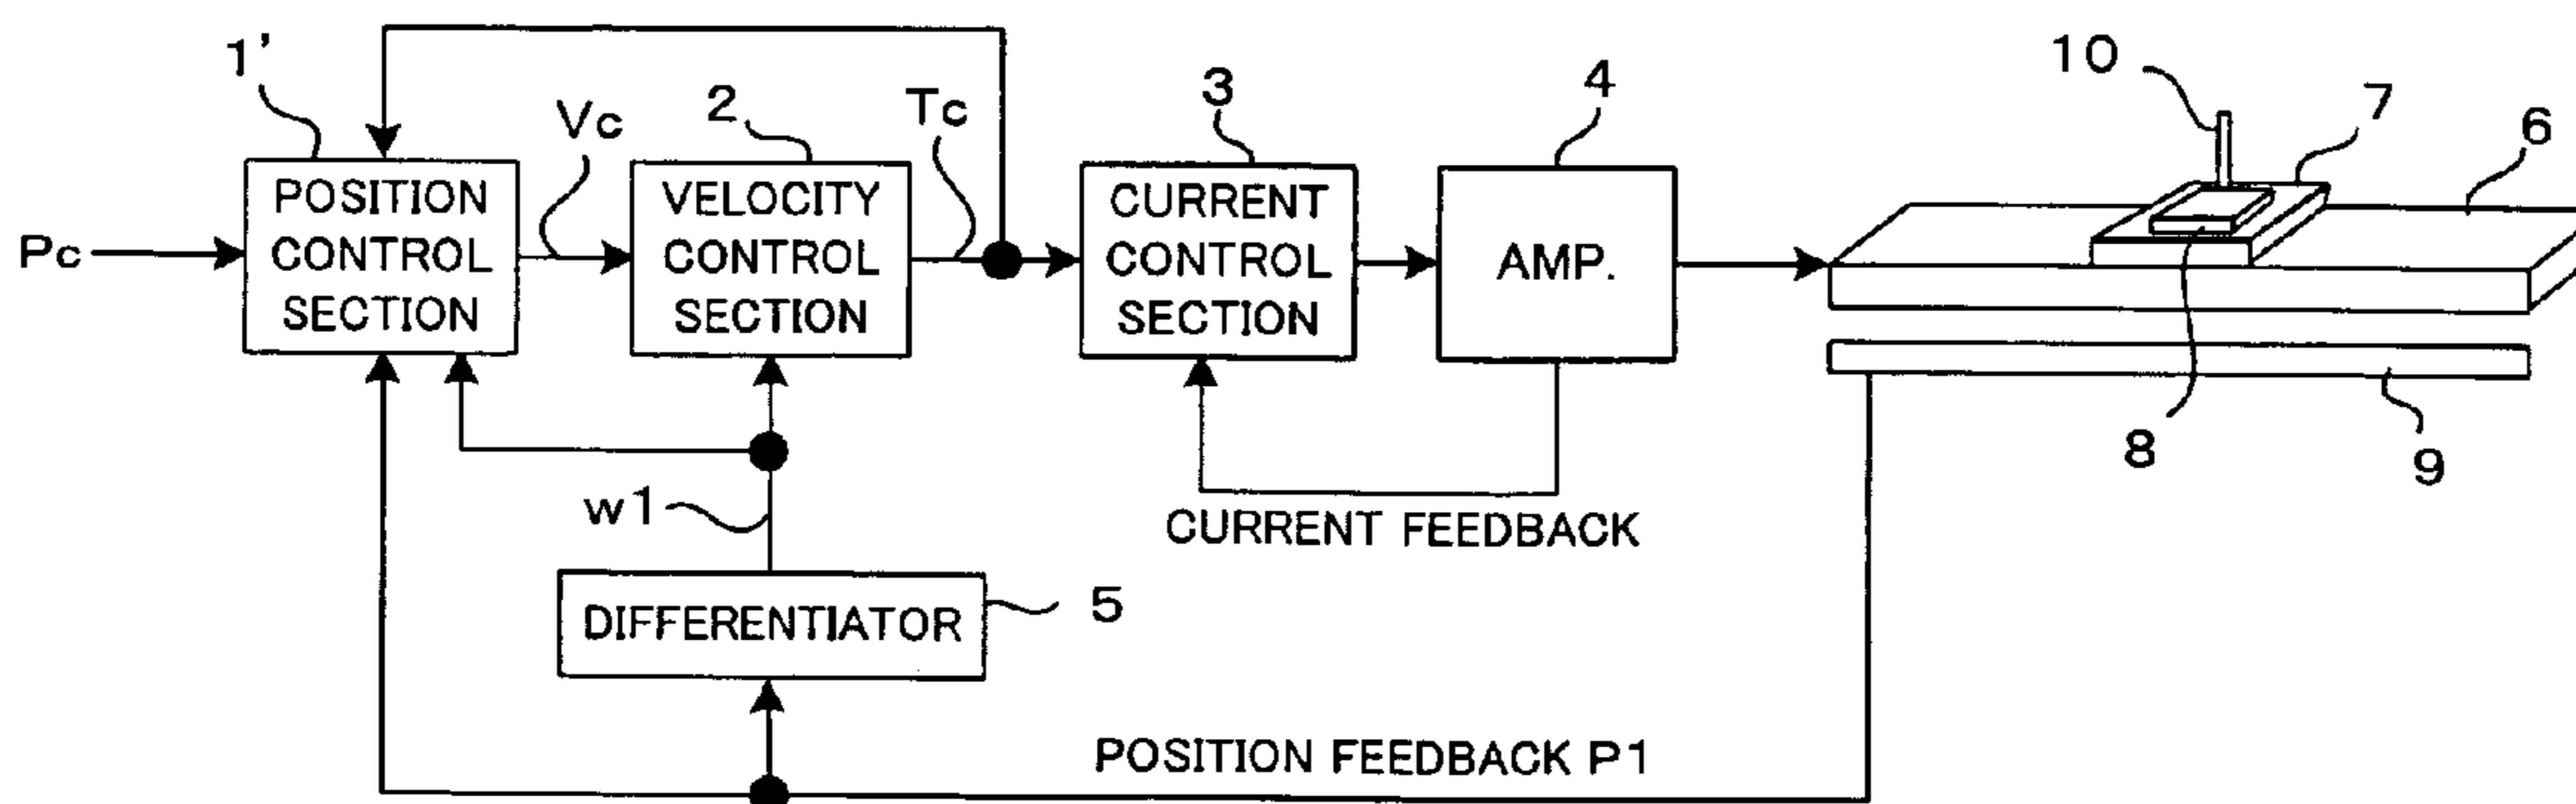 1'
2
3
4
10
7
6
Vc
Tc
Pc
POSITION
CONTROL
SECTION
VELOCITY
CONTROL
SECTION
CURRENT
CONTROL
SECTION
AMP.
8
9
w1
CURRENT FEEDBACK
DIFFERENTIATOR
5
POSITION FEEDBACK P1